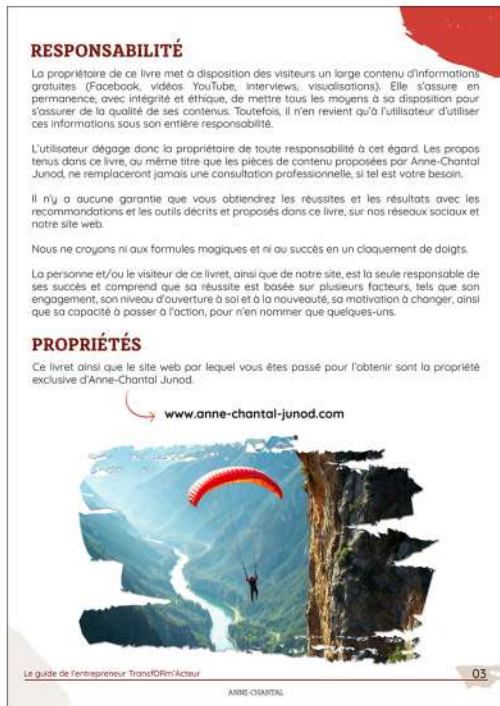 RESPONSABILITÉ
La propriétaire de ce livre met à disposition des visiteurs un large contenu d'informations
gratuites (Facebook, vidéos YouTube, interviews, visualisations). Elle s'assure en
permanence, avec intégrité et éthique, de mettre tous les moyens à sa disposition pour
s'assurer de la qualité de ses contenus. Toutefois, il n'en revient qu'à l'utilisateur d'utiliser
ces informations sous son entière responsabilité.
L'utilisateur dégage donc la propriétaire de toute responsabilité à cet égard. Les propos
tenus dans ce livre, au même titre que les pièces de contenu proposées par Anne-Chantal
Junod, ne remplaceront jamais une consultation professionnelle, si tel est votre besoin.
Il n'y a aucune garantie que vous obtiendrez les réussites et les résultats avec les
recommandations et les outils décrits et proposés dans ce livre, sur nos réseaux sociaux et
notre site web.
Nous ne croyons ni aux formules magiques et ni au succès en un claquement de doigts.
La personne et/ou le visiteur de ce livret, ainsi que de notre site, est la seule responsable de
ses succès et comprend que sa réussite est basée sur plusieurs facteurs, tels que son
engagement, son niveau d'ouverture à soi et à la nouveauté, sa motivation à changer, ainsi
que sa capacité à passer à l'action, pour n'en nommer que quelques-uns.
PROPRIÉTÉS
Ce livret ainsi que le site web par lequel vous êtes passé pour l'obtenir sont la propriété
exclusive d'Anne-Chantal Junod.
www.anne-chantal-junod.com
Le guide de l'entrepreneur TransfORm'Acteur
03
ANNE-CHANTAL